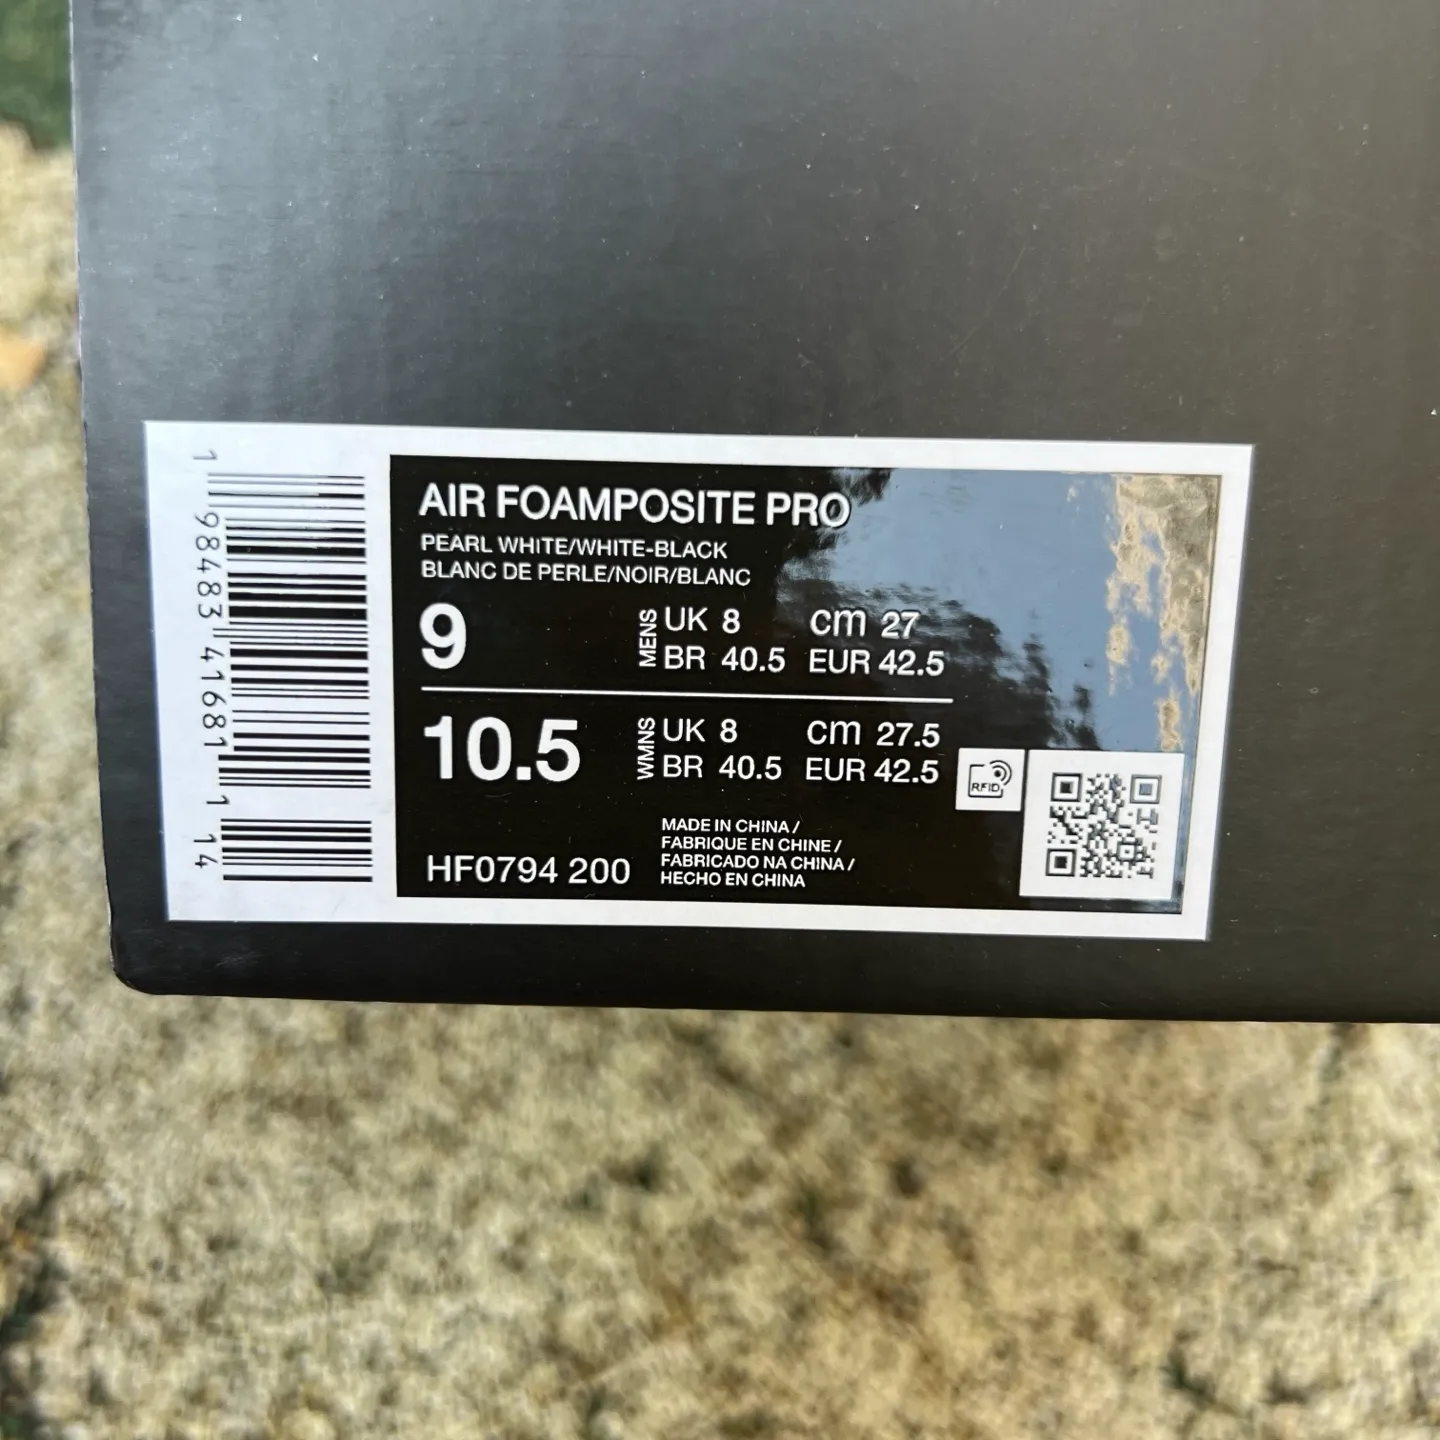 AIR FOAMPOSITE PRO
PEARL WHITE/WHITE-BLACK
BLANC DE PERLE/NOIR/BLANC
9
MENS
UK 8 CM 27
BR 40.5 EUR 42.5
10.5
WMNS
UK 8 CM 27.5
BR 40.5 EUR 42.5
RFID
HF0794 200
MADE IN CHINA /
FABRIQUE EN CHINE /
FABRICADO NA CHINA /
HECHO EN CHINA
1 98483 41681 1 14